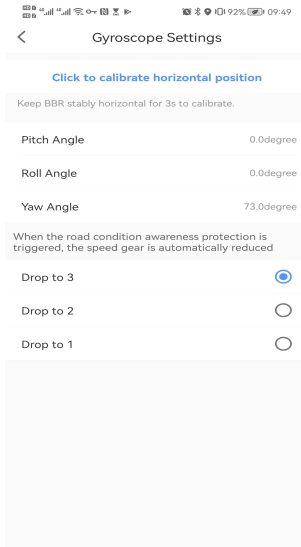 92% 09:49
Gyroscope Settings
Click to calibrate horizontal position
Keep BBR stably horizontal for 3s to calibrate.
Pitch Angle 0.0degree
Roll Angle 0.0degree
Yaw Angle 73.0degree
When the road condition awareness protection is
triggered, the speed gear is automatically reduced
Drop to 3
Drop to 2
Drop to 1